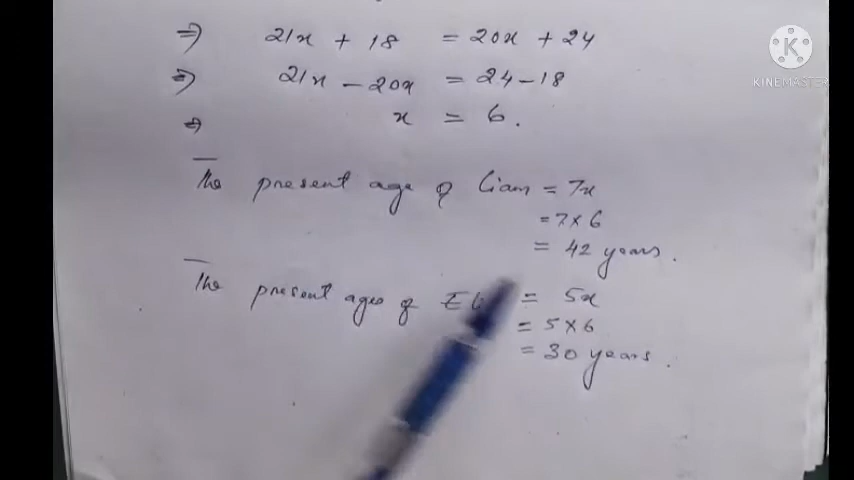 ⇒ 21x + 18 = 20x + 24
⇒ 21x - 20x = 24 - 18
⇒ x = 6.
The present age of Liam = 7x
= 7 × 6
= 42 years.
The present ages of = 5x
= 5 × 6
= 30 years.
K
KINEMASTER